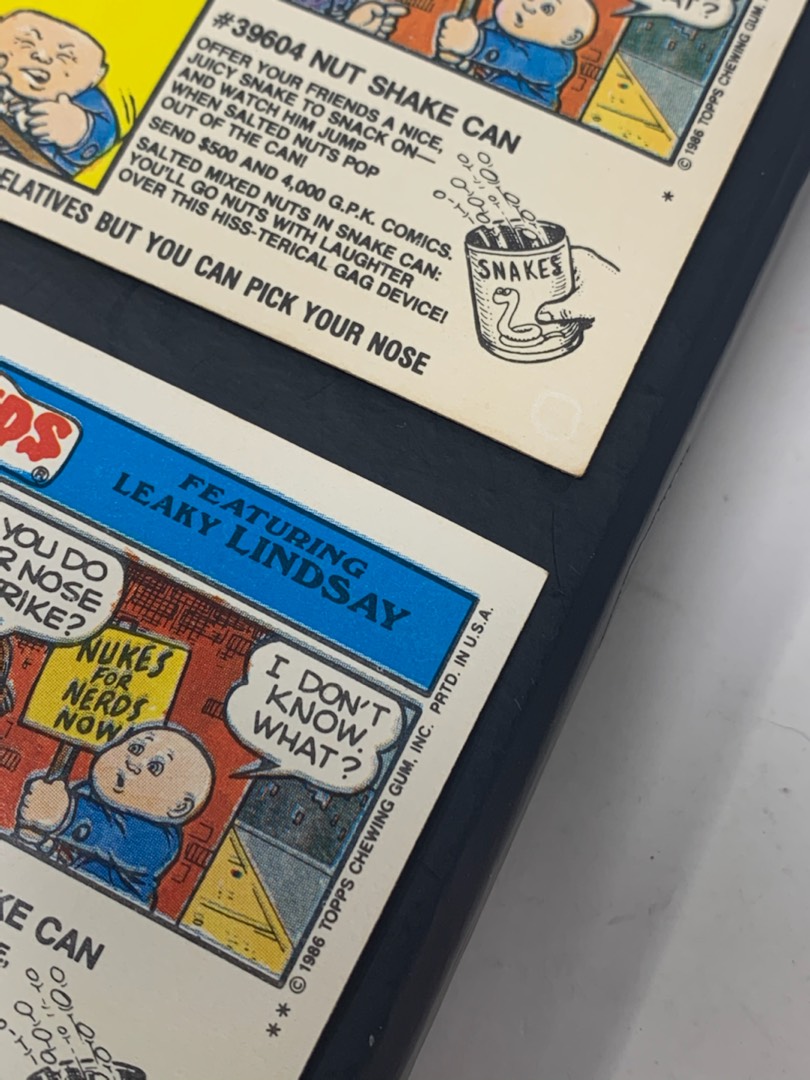 AT?
© 1986 TOPPS CHEWING GUM.
*
#39604 NUT SHAKE CAN
OFFER YOUR FRIENDS A NICE,
JUICY SNAKE TO SNACK ON—
AND WATCH HIM JUMP
WHEN SALTED NUTS POP
OUT OF THE CAN!
SEND $500 AND 4,000 G.P.K. COMICS.
SALTED MIXED NUTS IN SNAKE CAN:
YOU'LL GO NUTS WITH LAUGHTER
OVER THIS HISS-TERICAL GAG DEVICE!
SNAKES
ELATIVES BUT YOU CAN PICK YOUR NOSE
DS®
FEATURING
LEAKY LINDSAY
YOU DO
R NOSE
RIKE?
NUKES
FOR
NERDS
NOW
I DON'T
KNOW.
WHAT?
** © 1986 TOPPS CHEWING GUM. INC. PRTD. IN U.S.A.
KE CAN
E,